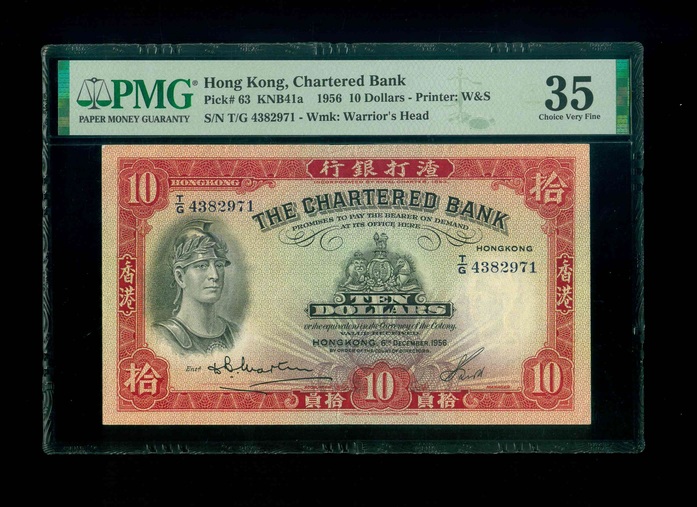 PMG
PAPER MONEY GUARANTY
Hong Kong, Chartered Bank
Pick# 63 KNB41a 1956 10 Dollars - Printer: W&S
S/N T/G 4382971 - Wmk: Warrior's Head
35
Choice Very Fine
行銀打渣
10
HONGKONG
拾
T/G 4382971
THE CHARTERED BANK
PROMISES TO PAY THE BEARER ON DEMAND
AT ITS OFFICE HERE
HONGKONG
T/G 4382971
香港
香港
TEN
DOLLARS
or the equivalent in the Currency of the Colony,
VALUE RECEIVED.
HONGKONG, 6TH DECEMBER, 1956
BY ORDER OF THE COURT OF DIRECTORS.
Entd
拾
10
10
員拾
員拾